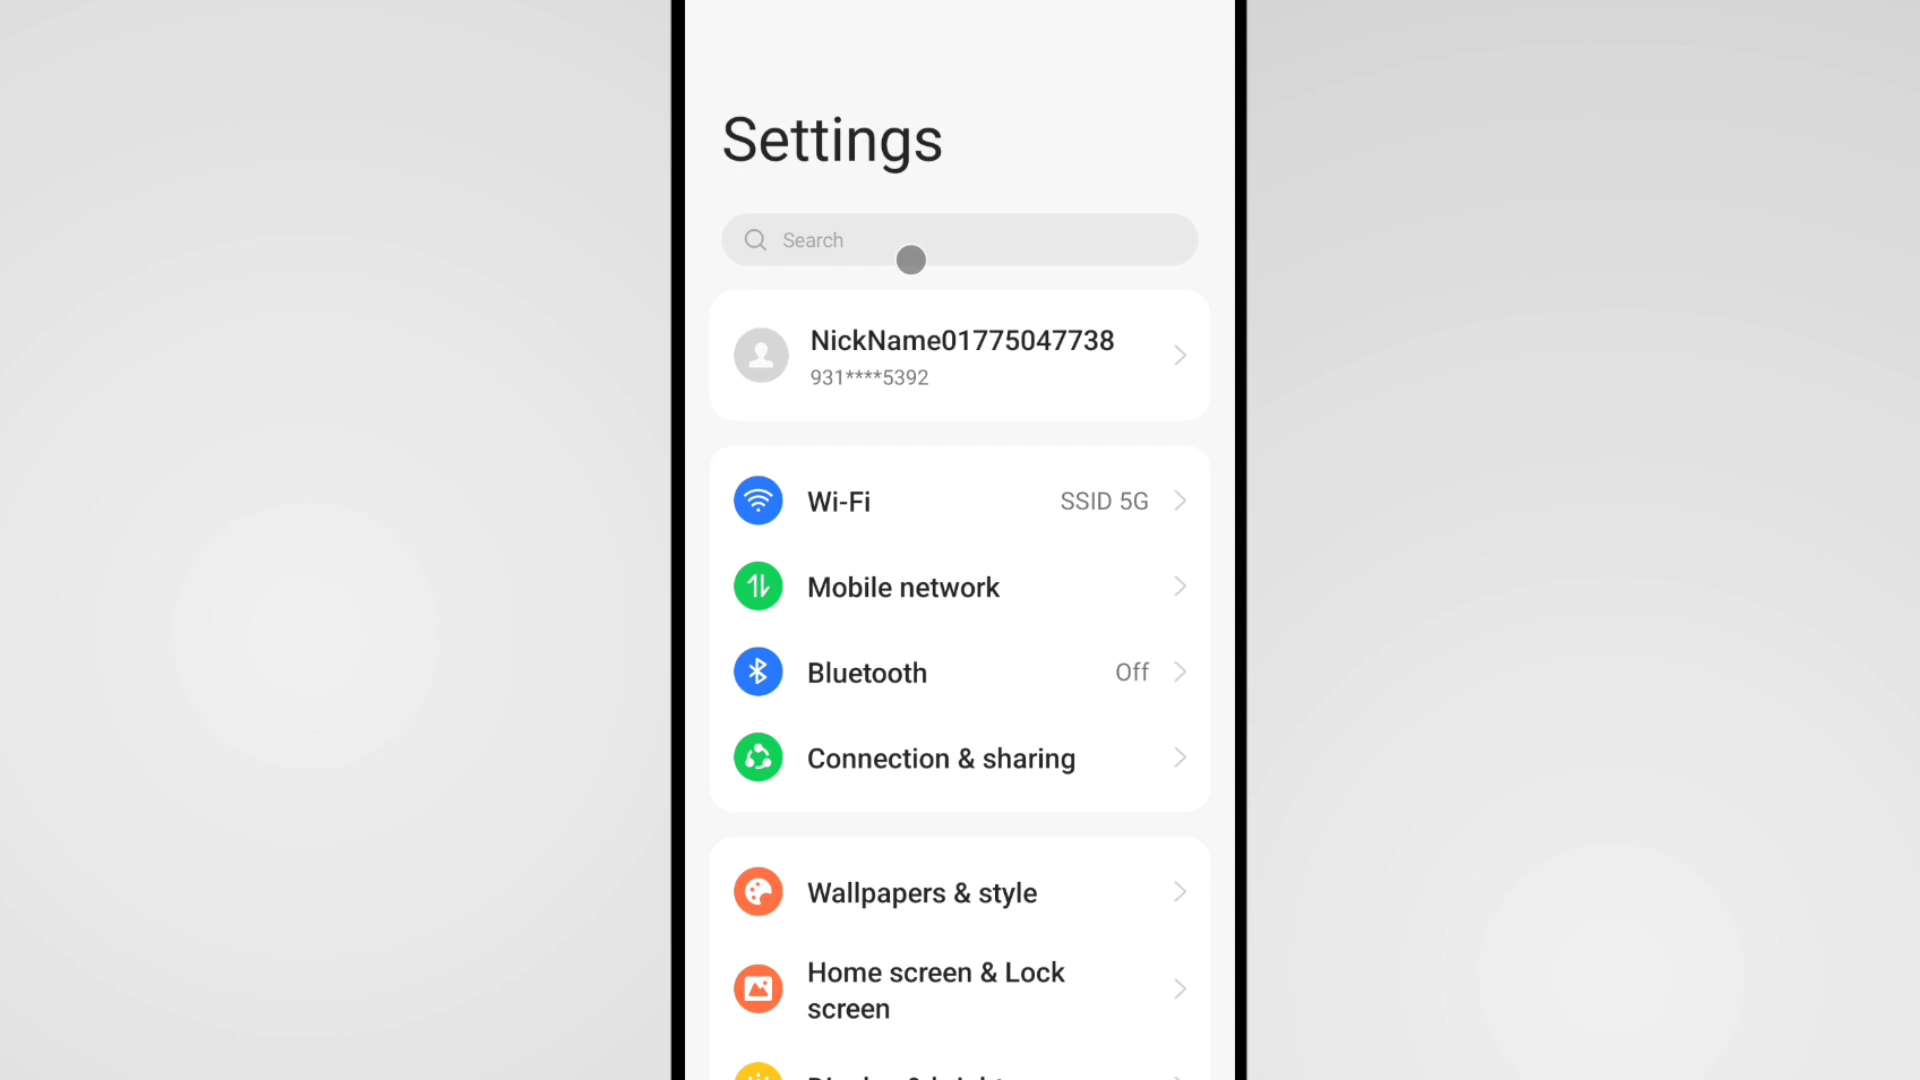 Settings
Search
NickName01775047738
931****5392
Wi-Fi SSID 5G
Mobile network
Bluetooth Off
Connection & sharing
Wallpapers & style
Home screen & Lock
screen